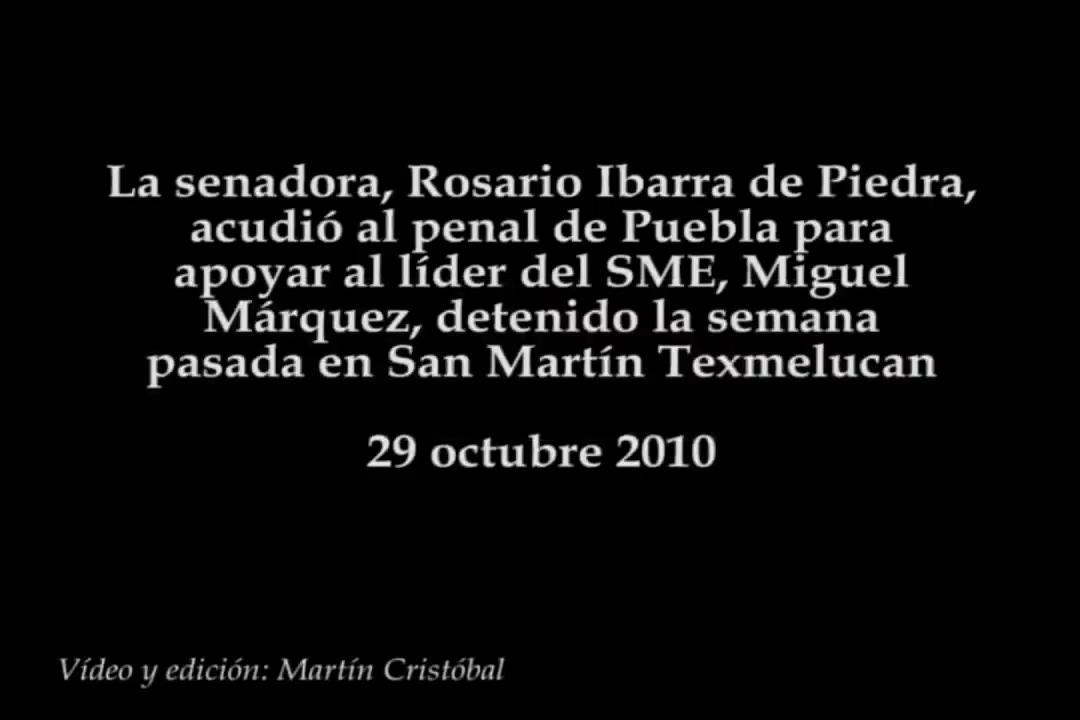 La senadora, Rosario Ibarra de Piedra,
acudió al penal de Puebla para
apoyar al líder del SME, Miguel
Márquez, detenido la semana
pasada en San Martín Texmelucan
29 octubre 2010
Vídeo y edición: Martín Cristóbal